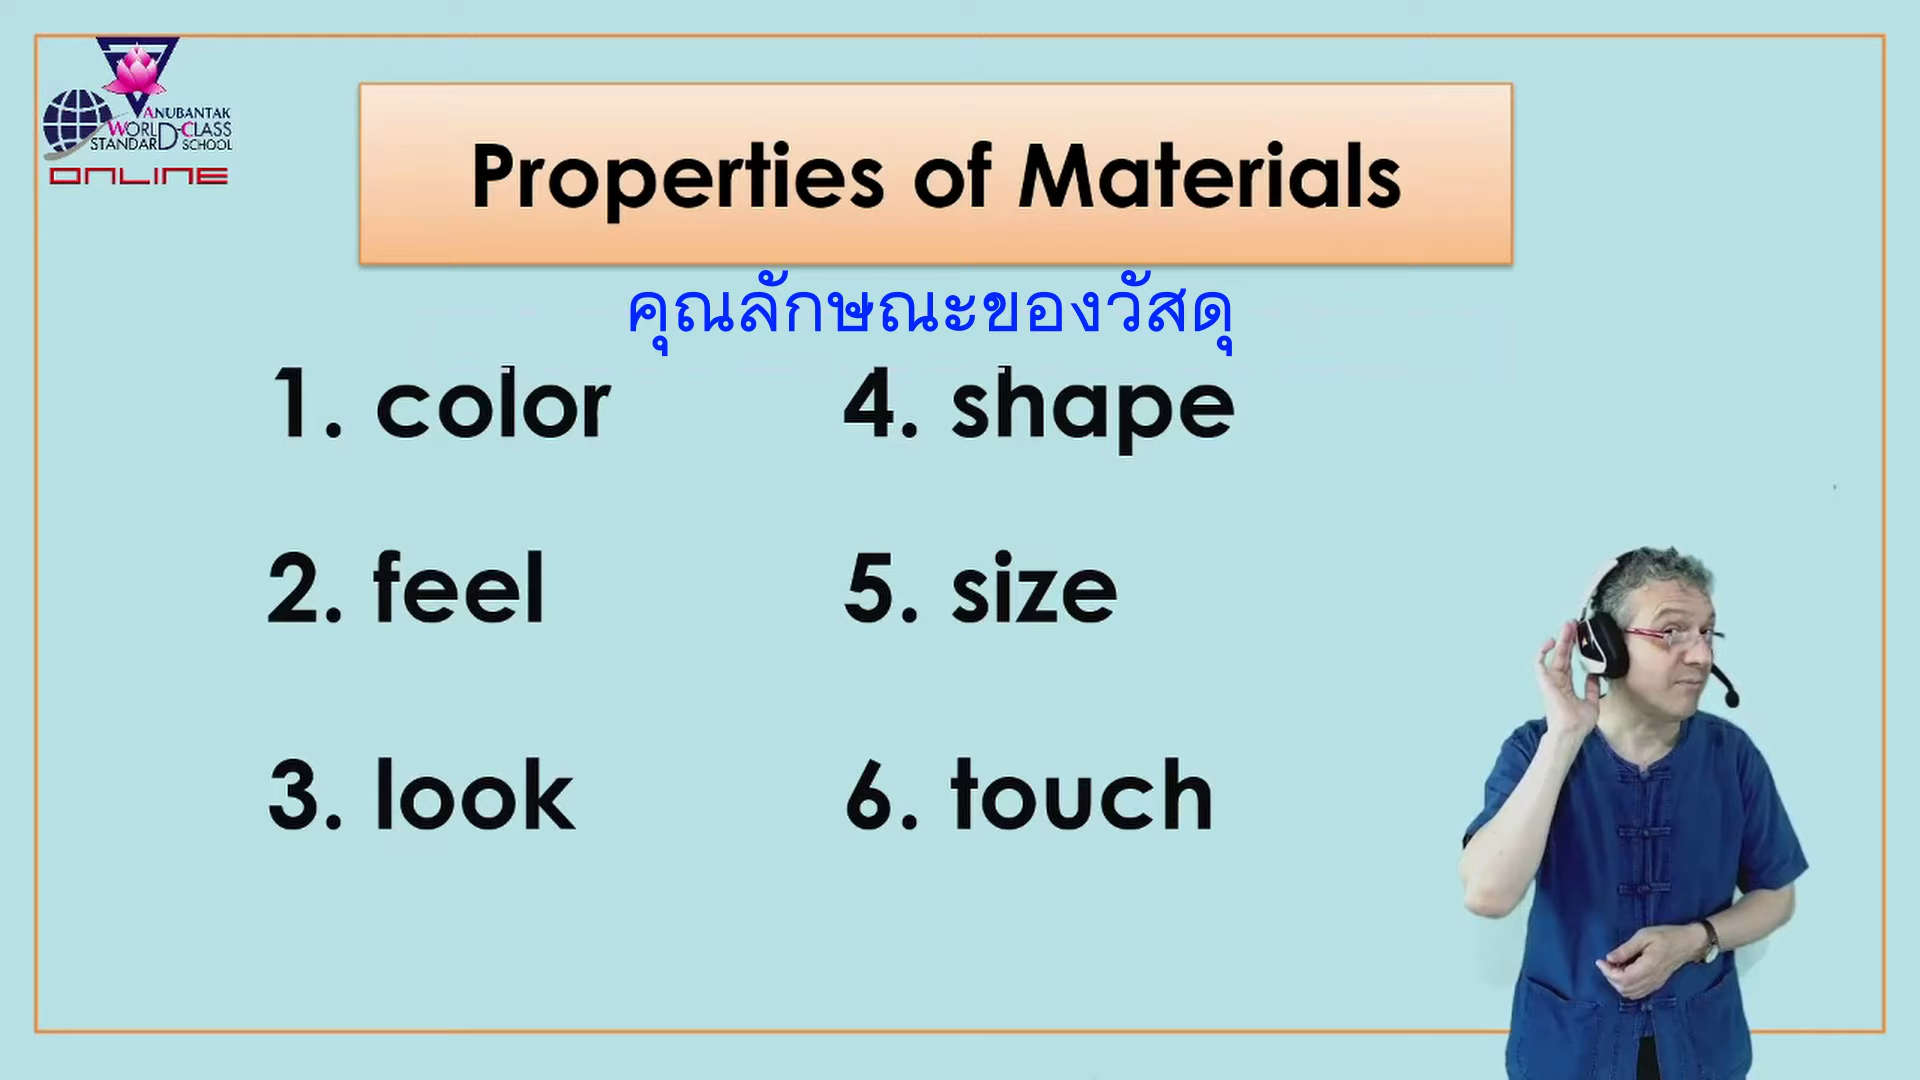 ANUBANTAK
WORLD-CLASS
STANDARD SCHOOL
ONLINE
Properties of Materials
คุณลักษณะของวัสดุ
1. color
2. feel
3. look
4. shape
5. size
6. touch